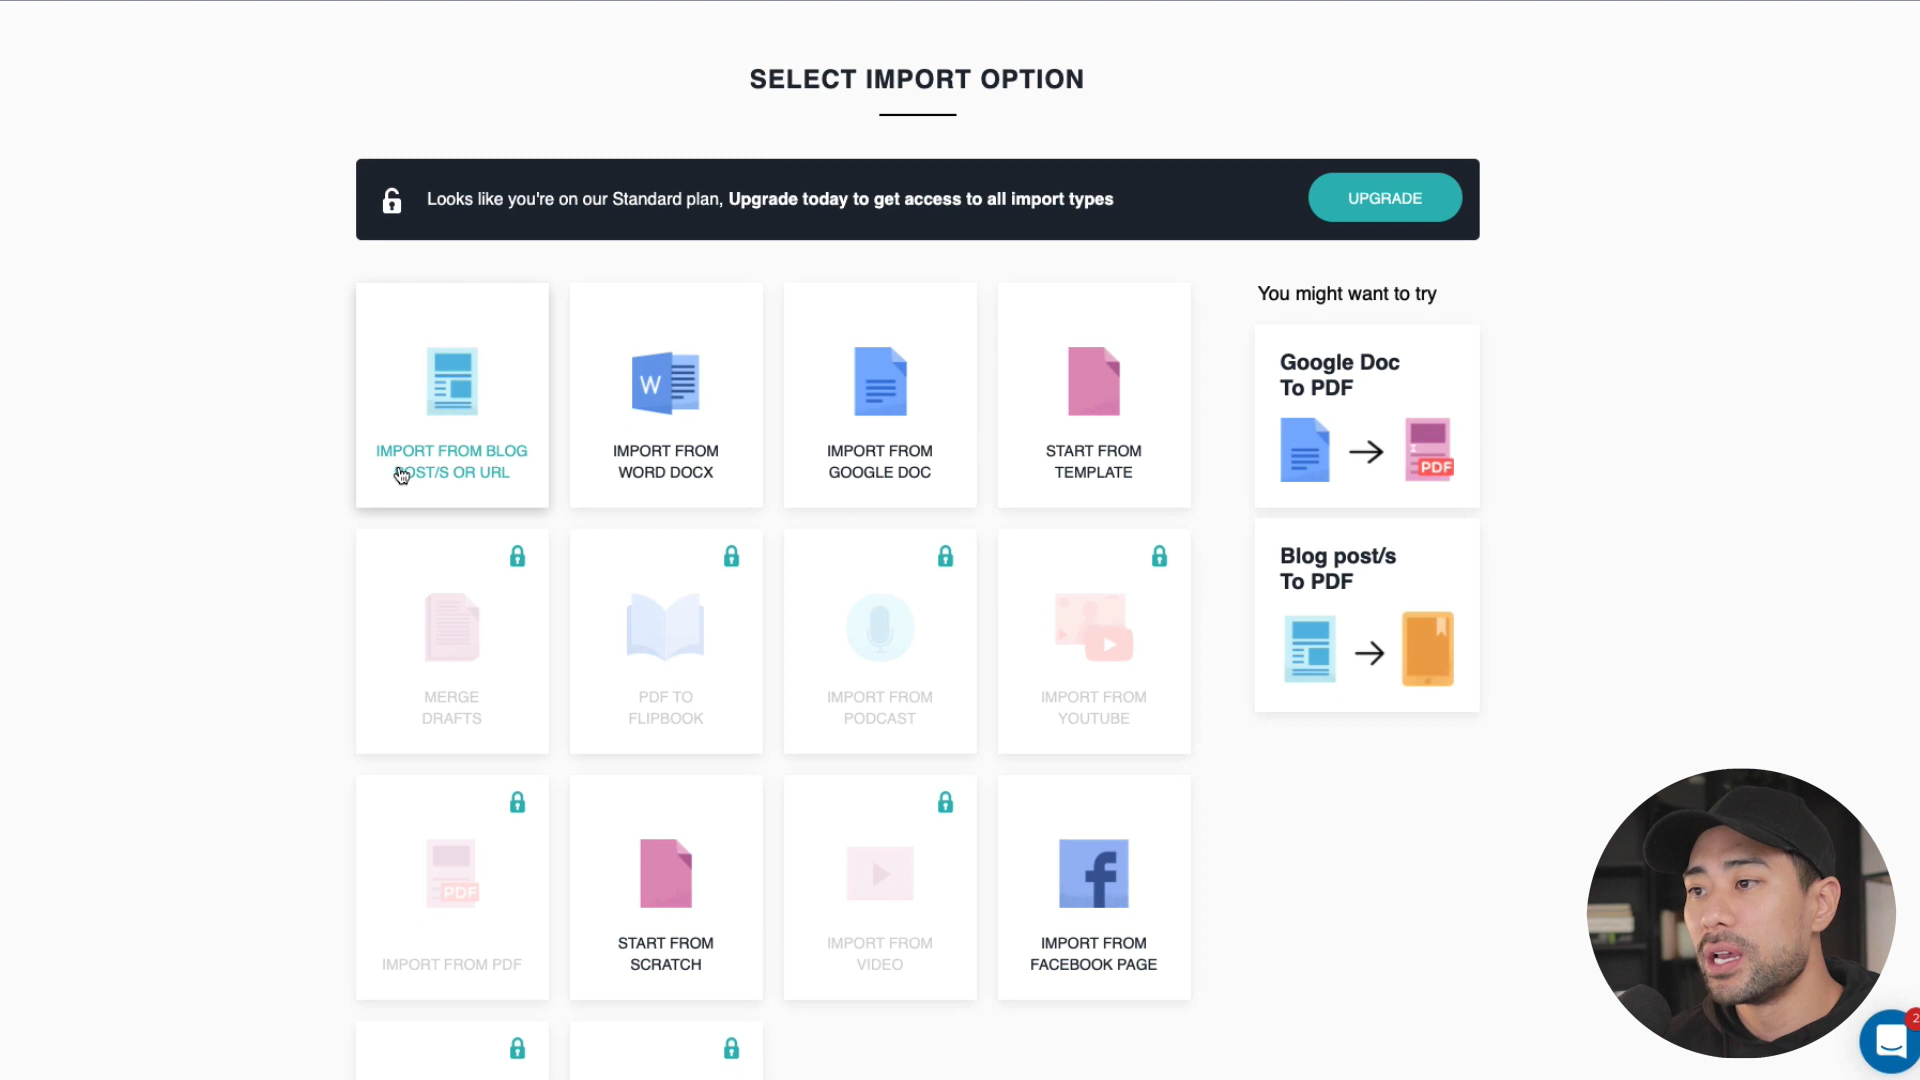 SELECT IMPORT OPTION
Looks like you're on our Standard plan, Upgrade today to get access to all import types
UPGRADE
IMPORT FROM BLOG
POST/S OR URL
W
IMPORT FROM
WORD DOCX
IMPORT FROM
GOOGLE DOC
START FROM
TEMPLATE
You might want to try
Google Doc
To PDF
PDF
Blog post/s
To PDF
MERGE
DRAFTS
PDF TO
FLIPBOOK
IMPORT FROM
PODCAST
IMPORT FROM
YOUTUBE
PDF
IMPORT FROM PDF
START FROM
SCRATCH
IMPORT FROM
VIDEO
f
IMPORT FROM
FACEBOOK PAGE
2